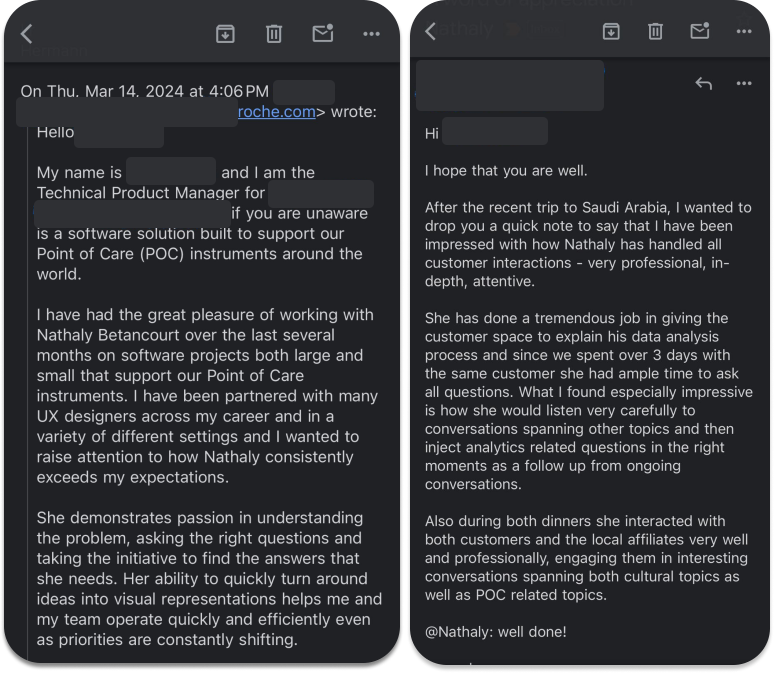 On Thu, Mar 14, 2024 at 4:06 PM
roche.com> wrote:
Hello
My name is and I am the
Technical Product Manager for
if you are unaware
is a software solution built to support our
Point of Care (POC) instruments around the
world.
I have had the great pleasure of working with
Nathaly Betancourt over the last several
months on software projects both large and
small that support our Point of Care
instruments. I have been partnered with many
UX designers across my career and in a
variety of different settings and I wanted to
raise attention to how Nathaly consistently
exceeds my expectations.
She demonstrates passion in understanding
the problem, asking the right questions and
taking the initiative to find the answers that
she needs. Her ability to quickly turn around
ideas into visual representations helps me and
my team operate quickly and efficiently even
as priorities are constantly shifting.
Hi
I hope that you are well.
After the recent trip to Saudi Arabia, I wanted to
drop you a quick note to say that I have been
impressed with how Nathaly has handled all
customer interactions - very professional, in-
depth, attentive.
She has done a tremendous job in giving the
customer space to explain his data analysis
process and since we spent over 3 days with
the same customer she had ample time to ask
all questions. What I found especially impressive
is how she would listen very carefully to
conversations spanning other topics and then
inject analytics related questions in the right
moments as a follow up from ongoing
conversations.
Also during both dinners she interacted with
both customers and the local affiliates very well
and professionally, engaging them in interesting
conversations spanning both cultural topics as
well as POC related topics.
@Nathaly: well done!